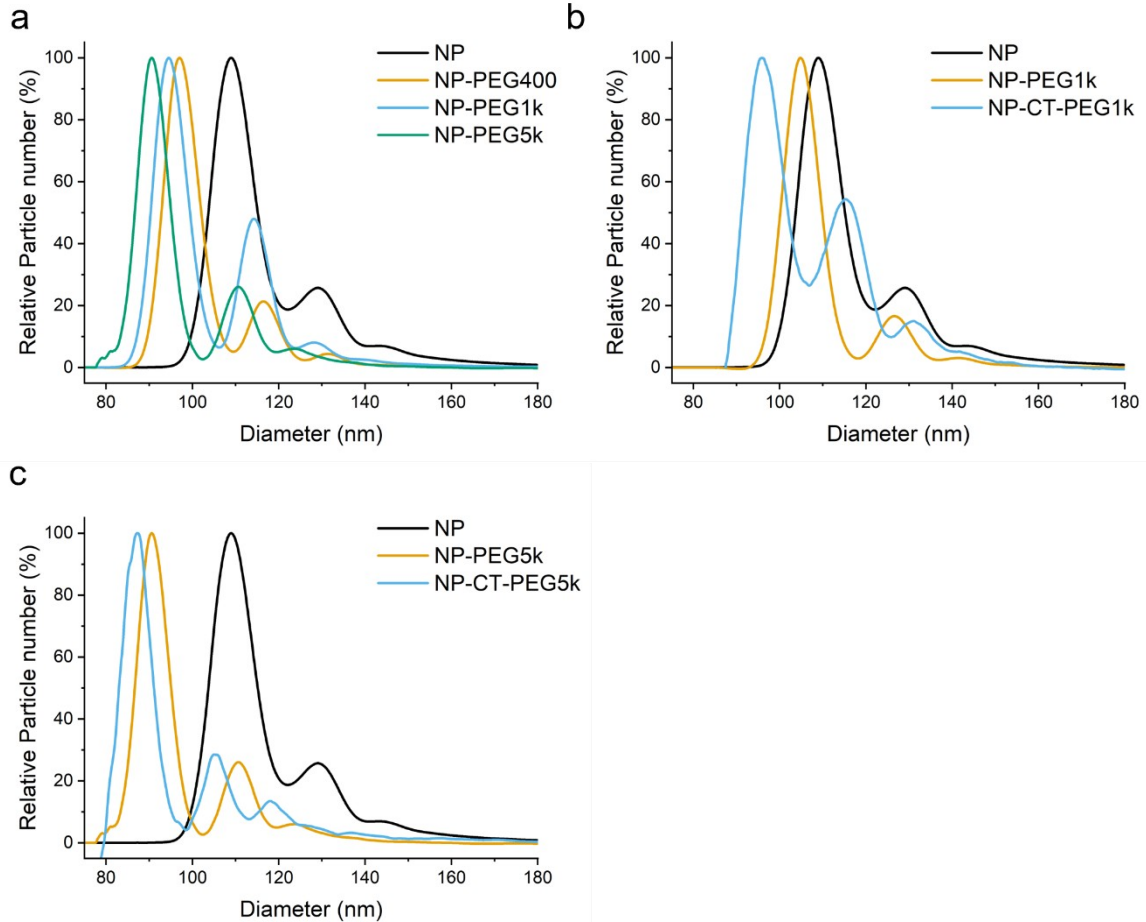 a
NP
NP-PEG400
NP-PEG1k
NP-PEG5k
100
80
60
40
20
0
Relative Particle number (%)
80 100 120 140 160 180
Diameter (nm)
b
NP
NP-PEG1k
NP-CT-PEG1k
100
80
60
40
20
0
Relative Particle number (%)
80 100 120 140 160 180
Diameter (nm)
c
NP
NP-PEG5k
NP-CT-PEG5k
100
80
60
40
20
0
Relative Particle number (%)
80 100 120 140 160 180
Diameter (nm)